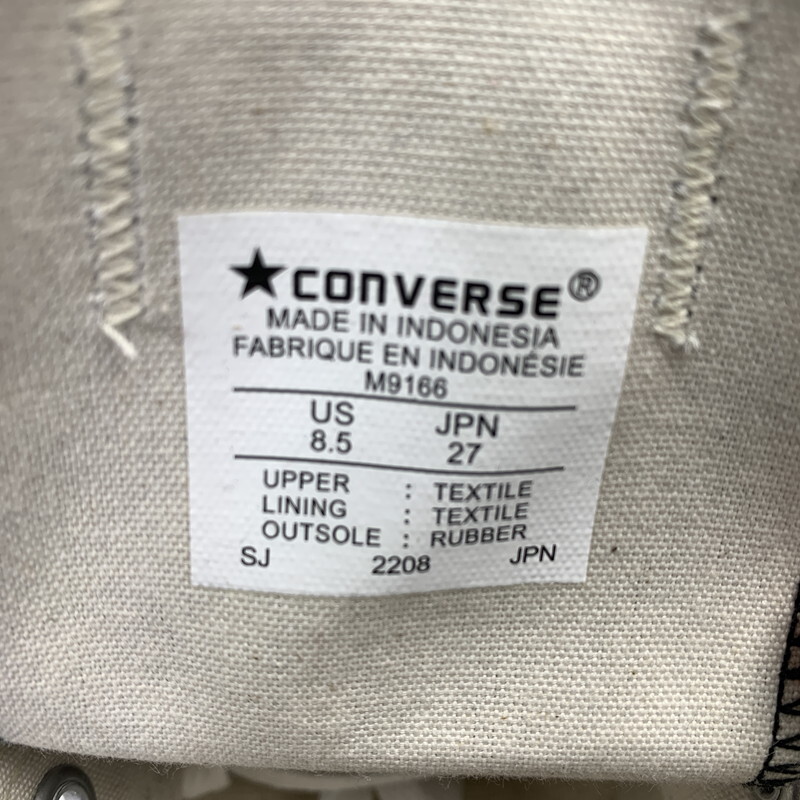 ★CONVERSE®
MADE IN INDONESIA
FABRIQUE EN INDONÉSIE
M9166
US JPN
8.5 27
UPPER : TEXTILE
LINING : TEXTILE
OUTSOLE : RUBBER
SJ 2208 JPN